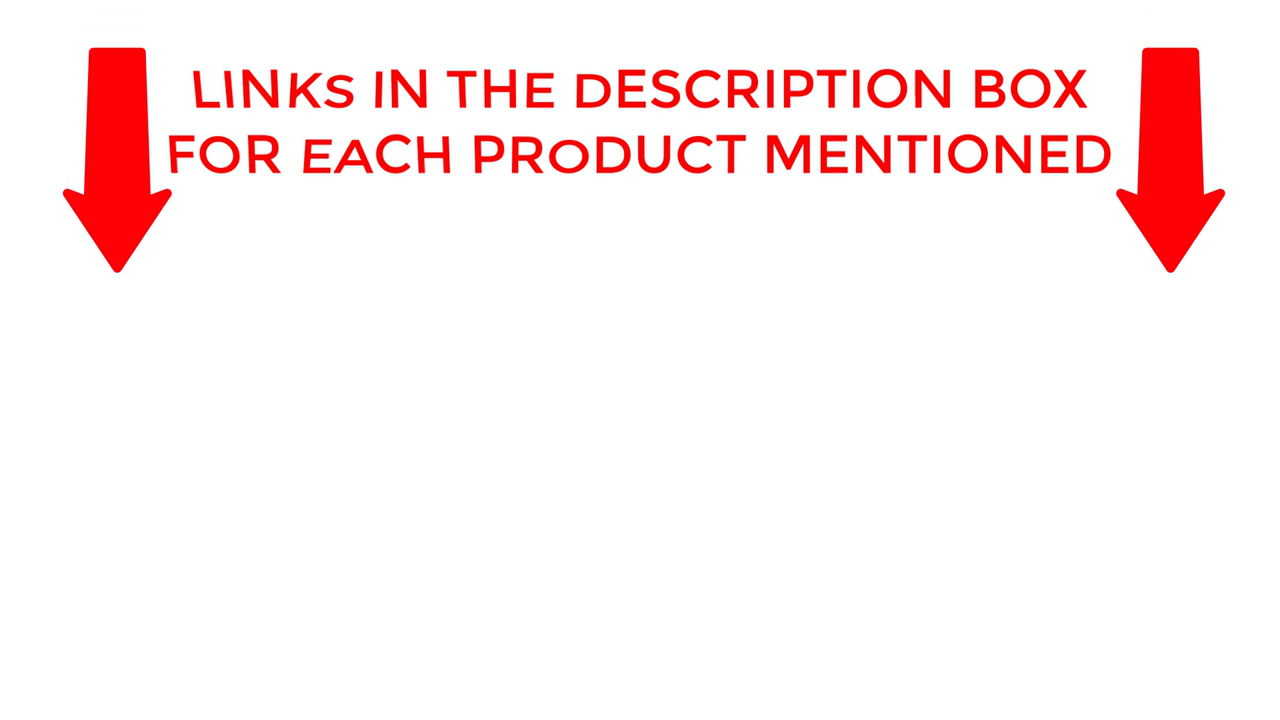 LINKS IN THE DESCRIPTION BOX
FOR EACH PRODUCT MENTIONED